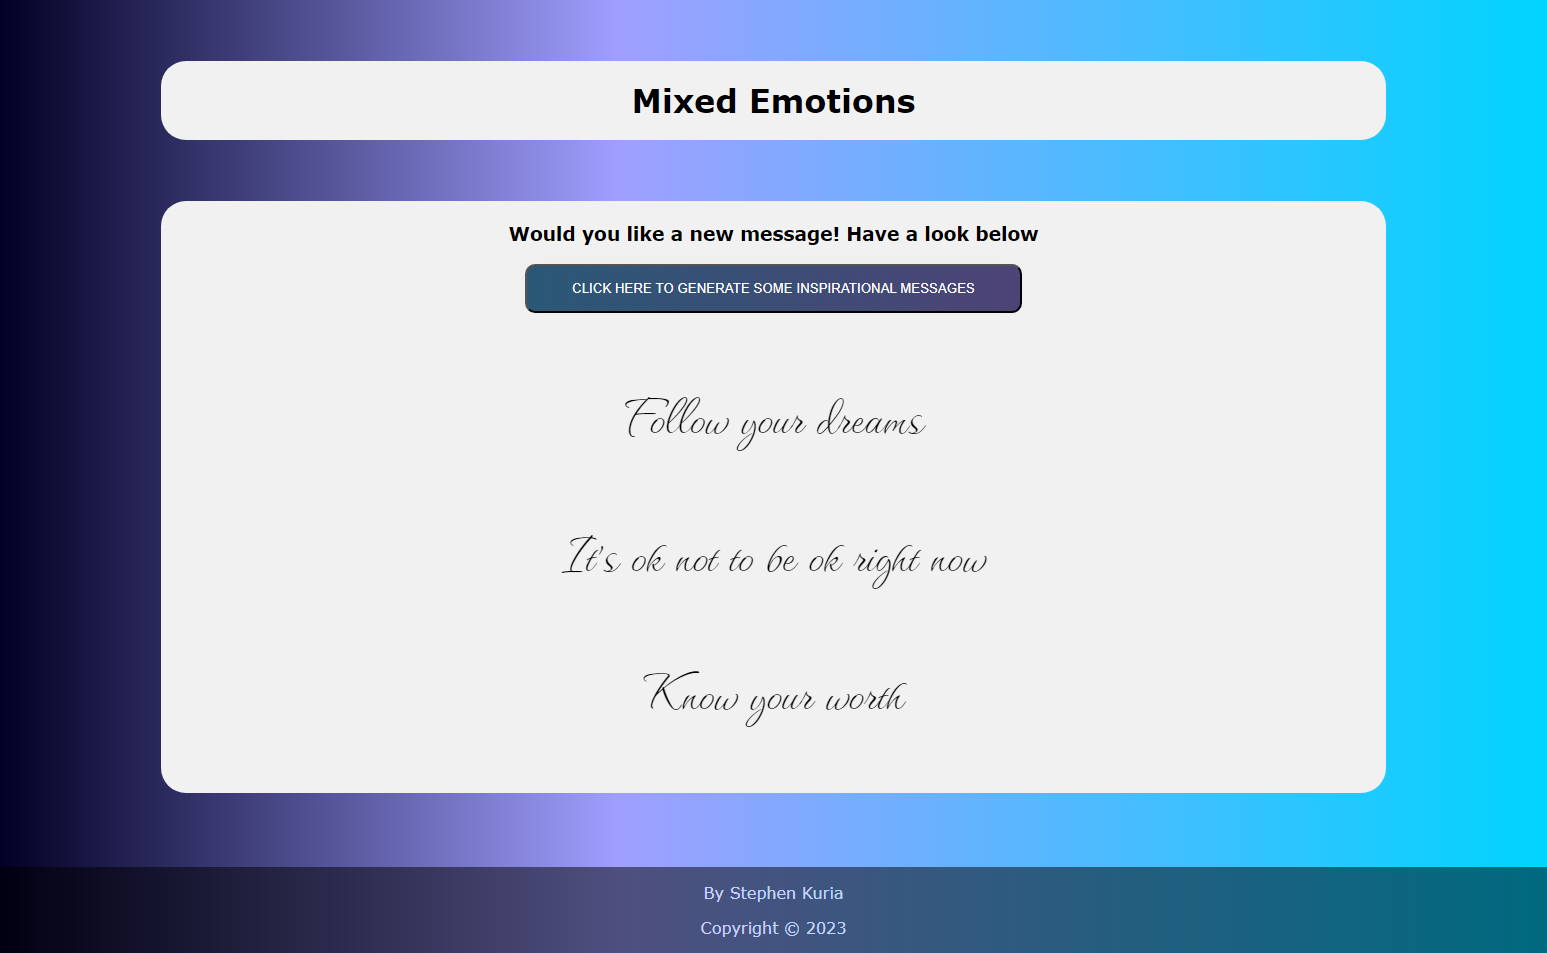 Mixed Emotions
Would you like a new message! Have a look below
CLICK HERE TO GENERATE SOME INSPIRATIONAL MESSAGES
Follow your dreams
It's ok not to be ok right now
Know your worth
By Stephen Kuria
Copyright © 2023